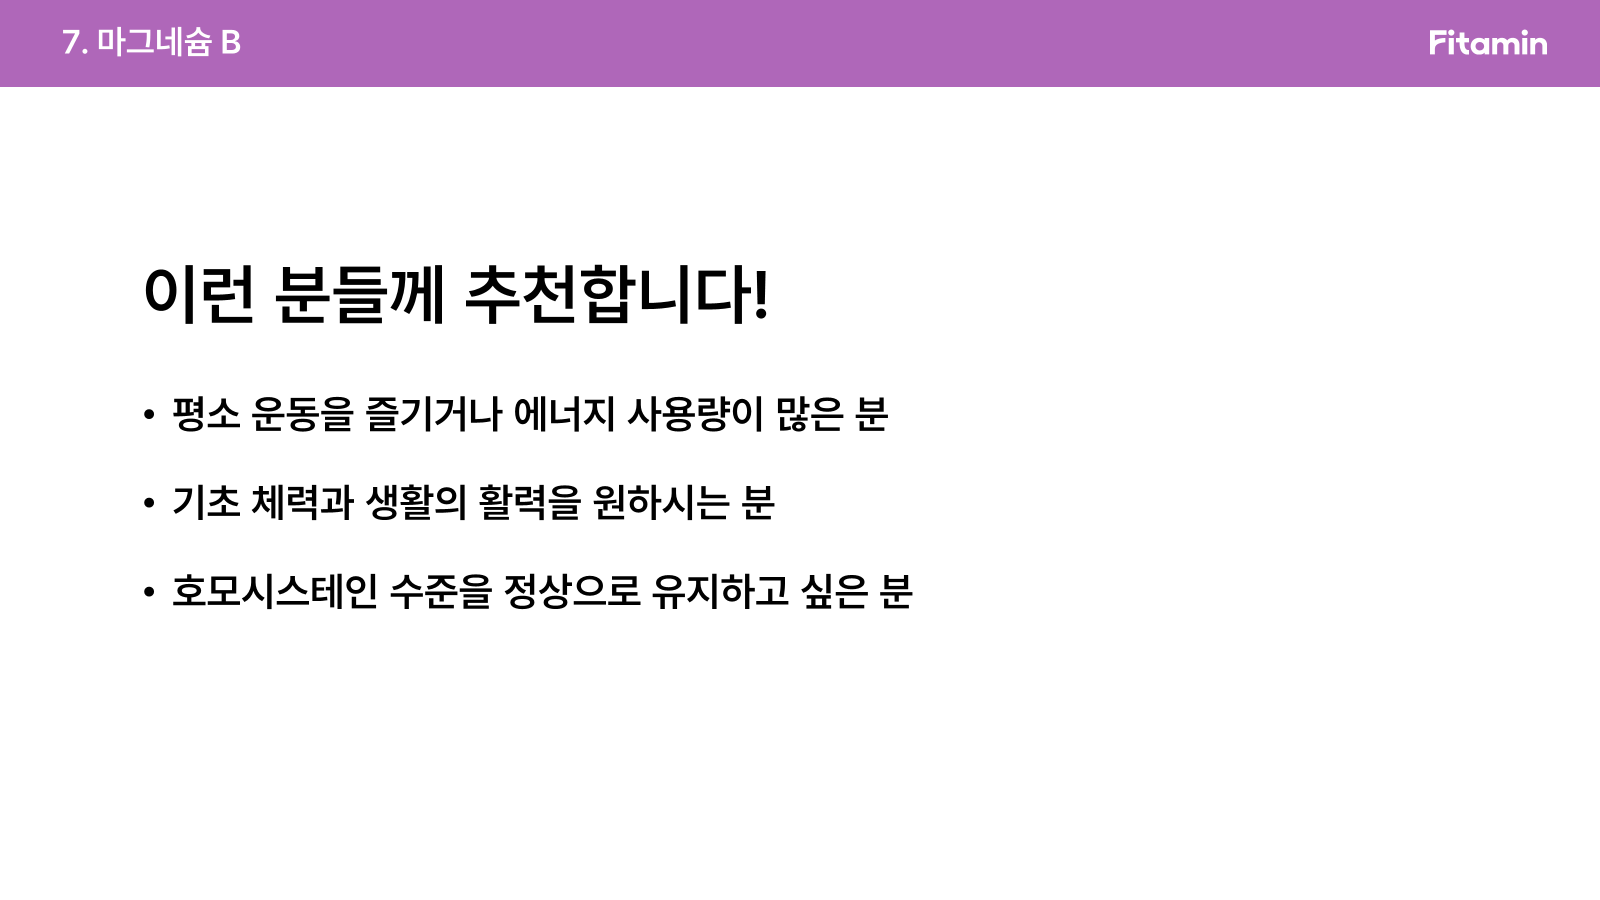 7. 마그네슘 B
Fitamin
이런 분들께 추천합니다!
• 평소 운동을 즐기거나 에너지 사용량이 많은 분
• 기초 체력과 생활의 활력을 원하시는 분
• 호모시스테인 수준을 정상으로 유지하고 싶은 분